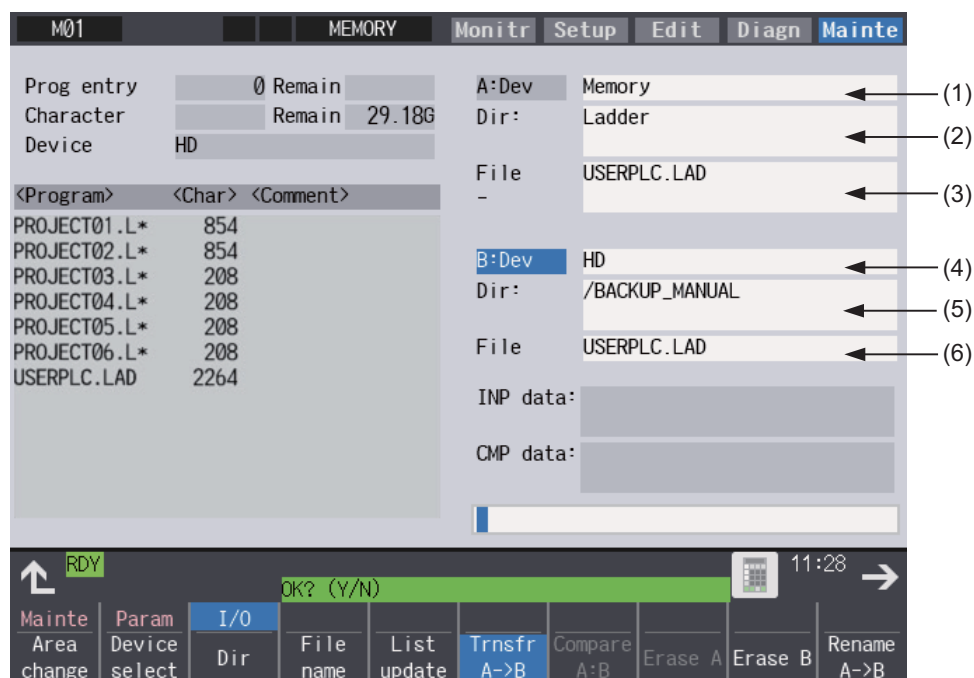 M01 MEMORY Monitr Setup Edit Diagn Mainte
Prog entry 0 Remain
Character Remain 29.18G
Device HD
<Program> <Char> <Comment>
PROJECT01.L* 854
PROJECT02.L* 854
PROJECT03.L* 208
PROJECT04.L* 208
PROJECT05.L* 208
PROJECT06.L* 208
USERPLC.LAD 2264
A:Dev Memory (1)
Dir: Ladder (2)
File USERPLC.LAD (3)
-
B:Dev HD (4)
Dir: /BACKUP_MANUAL (5)
File USERPLC.LAD (6)
INP data:
CMP data:
RDY 11:28
OK? (Y/N)
Mainte Param I/O
Area change Device select Dir File name List update Trnsfr A->B Compare A:B Erase A Erase B Rename A->B